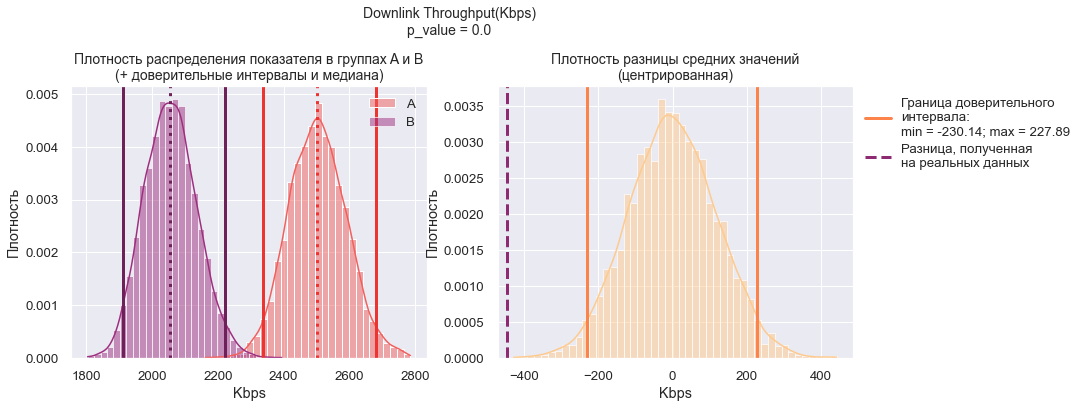 Downlink Throughput(Kbps)
p_value = 0.0
Плотность распределения показателя в группах A и B
(+ доверительные интервалы и медиана)
0.005
0.004
0.003
0.002
0.001
0.000
Плотность
1800
2000
2200
2400
2600
2800
Kbps
A
B
Плотность разницы средних значений
(центрированная)
0.0035
0.0030
0.0025
0.0020
0.0015
0.0010
0.0005
0.0000
Плотность
−400
−200
0
200
400
Kbps
Граница доверительного
интервала:
min = -230.14; max = 227.89
Разница, полученная
на реальных данных